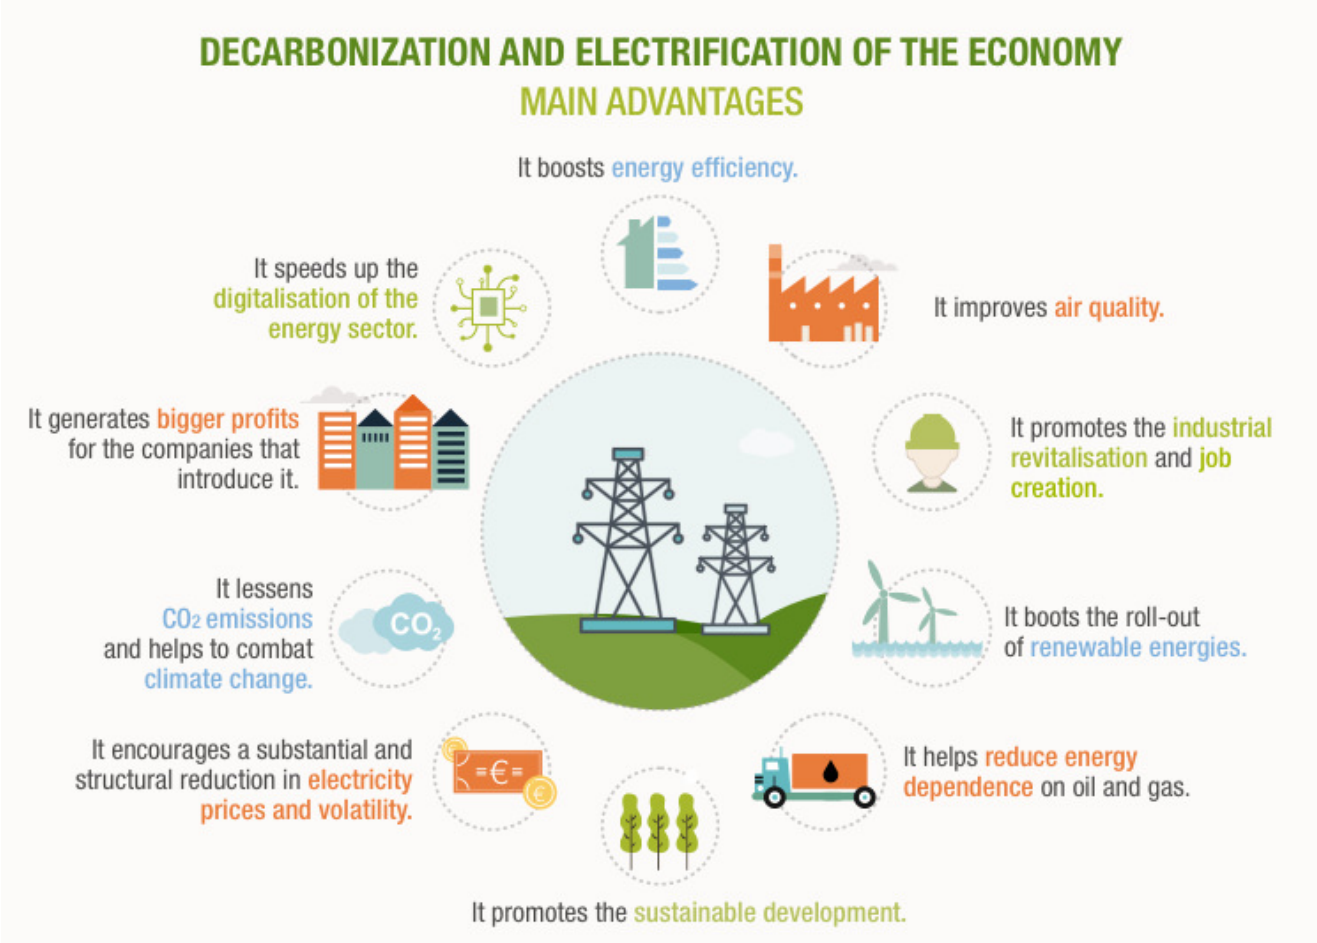 DECARBONIZATION AND ELECTRIFICATION OF THE ECONOMY
MAIN ADVANTAGES
It boosts energy efficiency.
It improves air quality.
It promotes the industrial
revitalisation and job
creation.
It boots the roll-out
of renewable energies.
It helps reduce energy
dependence on oil and gas.
It promotes the sustainable development.
It encourages a substantial and
structural reduction in electricity
prices and volatility.
=€=
€
€
It lessens
CO₂ emissions
and helps to combat
climate change.
CO₂
It generates bigger profits
for the companies that
introduce it.
It speeds up the
digitalisation of the
energy sector.